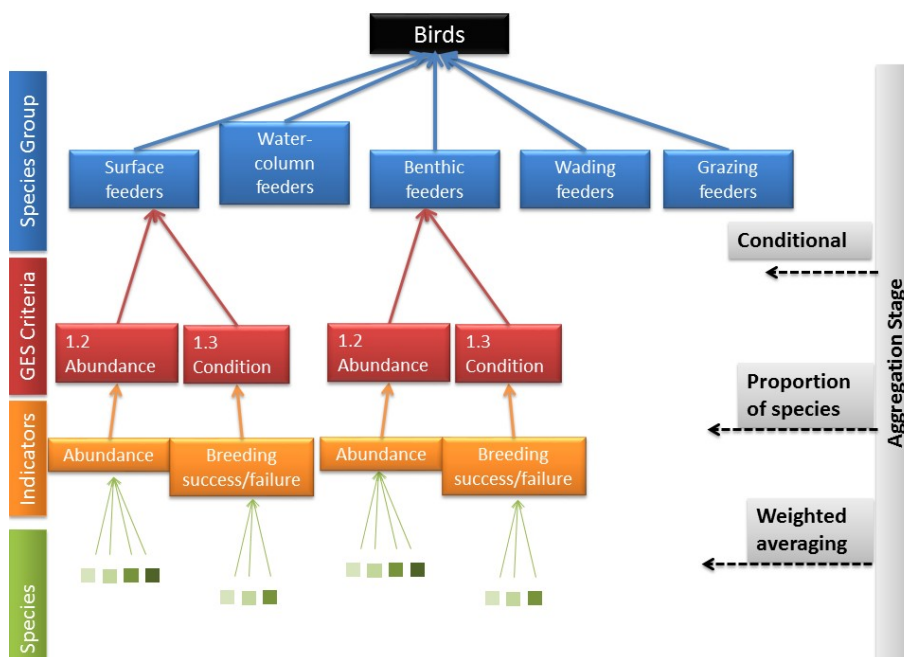 Birds
Species Group
Surface
feeders
Water-
column
feeders
Benthic
feeders
Wading
feeders
Grazing
feeders
Conditional
GES Criteria
1.2
Abundance
1.3
Condition
1.2
Abundance
1.3
Condition
Proportion
of species
Aggregation Stage
Indicators
Abundance
Breeding
success/failure
Abundance
Breeding
success/failure
Weighted
averaging
Species